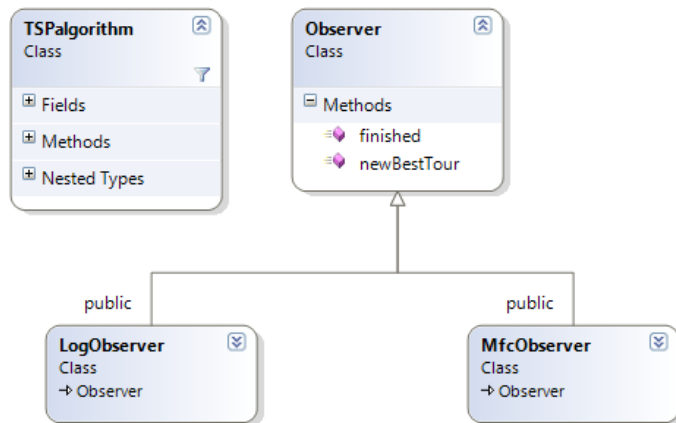 TSPalgorithm
Class
Fields
Methods
Nested Types
Observer
Class
Methods
finished
newBestTour
public
public
LogObserver
Class
Observer
MfcObserver
Class
Observer